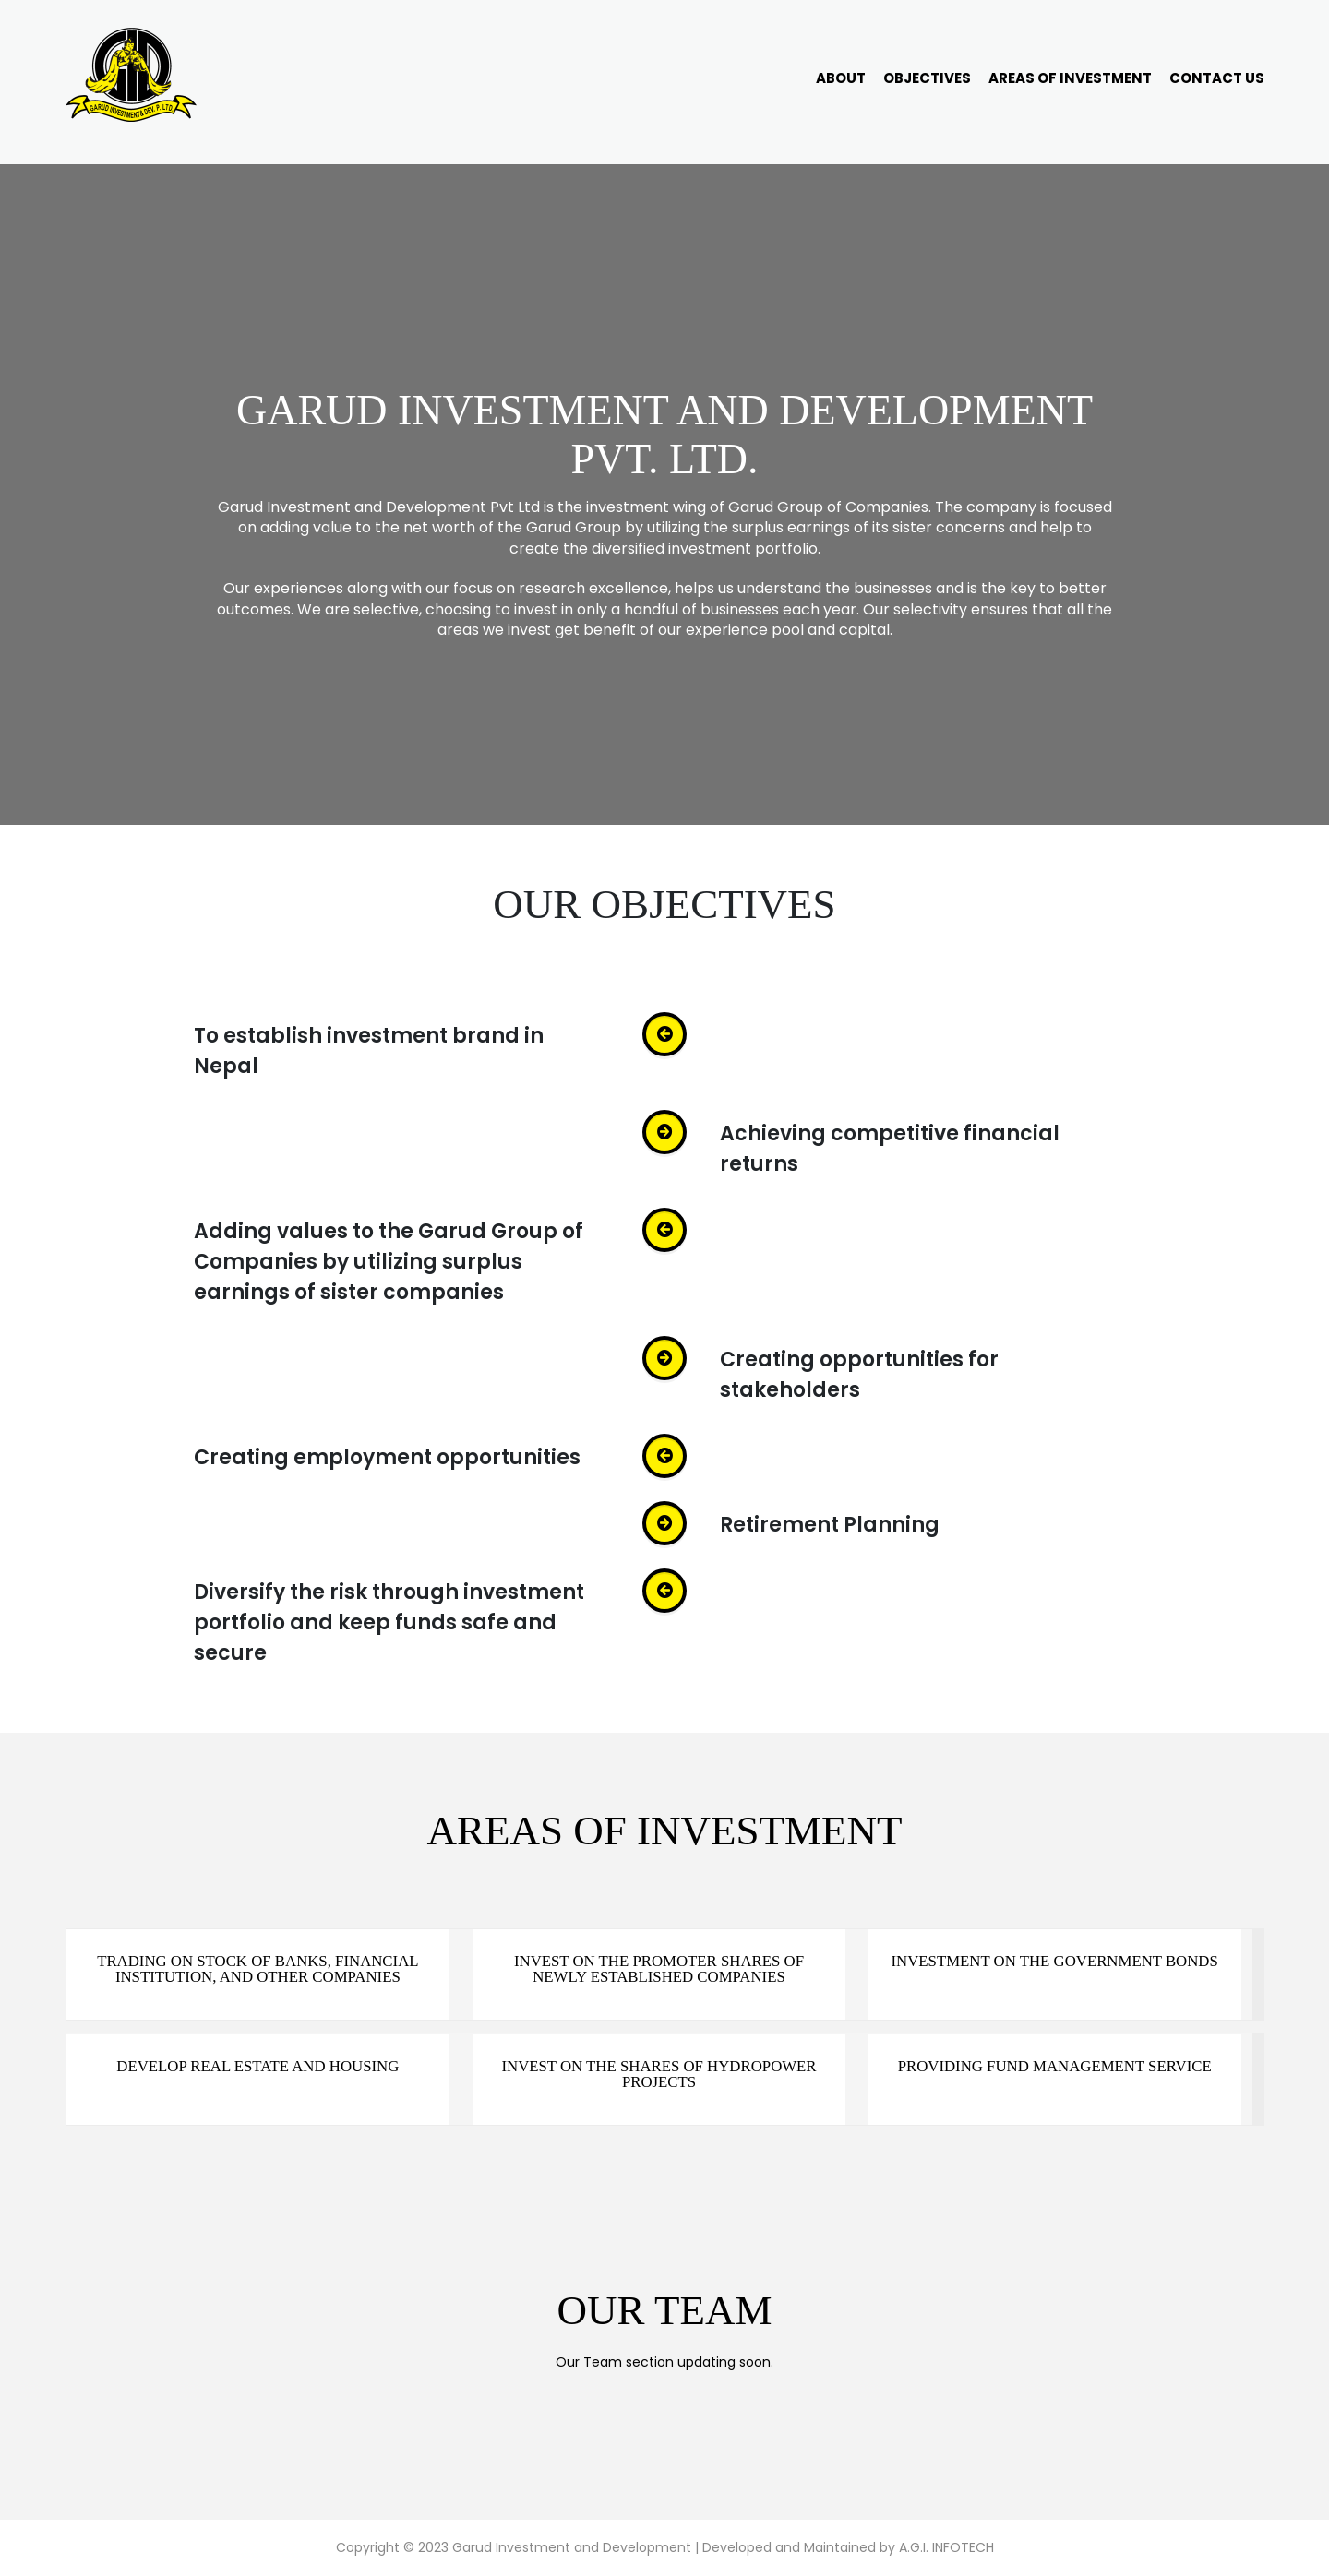 GARUD INVESTMENT & DEV. P. LTD.
ABOUT OBJECTIVES AREAS OF INVESTMENT CONTACT US
GARUD INVESTMENT AND DEVELOPMENT
PVT. LTD.
Garud Investment and Development Pvt Ltd is the investment wing of Garud Group of Companies. The company is focused
on adding value to the net worth of the Garud Group by utilizing the surplus earnings of its sister concerns and help to
create the diversified investment portfolio.
Our experiences along with our focus on research excellence, helps us understand the businesses and is the key to better
outcomes. We are selective, choosing to invest in only a handful of businesses each year. Our selectivity ensures that all the
areas we invest get benefit of our experience pool and capital.
OUR OBJECTIVES
To establish investment brand in
Nepal
Achieving competitive financial
returns
Adding values to the Garud Group of
Companies by utilizing surplus
earnings of sister companies
Creating opportunities for
stakeholders
Creating employment opportunities
Retirement Planning
Diversify the risk through investment
portfolio and keep funds safe and
secure
AREAS OF INVESTMENT
TRADING ON STOCK OF BANKS, FINANCIAL
INSTITUTION, AND OTHER COMPANIES
INVEST ON THE PROMOTER SHARES OF
NEWLY ESTABLISHED COMPANIES
INVESTMENT ON THE GOVERNMENT BONDS
DEVELOP REAL ESTATE AND HOUSING
INVEST ON THE SHARES OF HYDROPOWER
PROJECTS
PROVIDING FUND MANAGEMENT SERVICE
OUR TEAM
Our Team section updating soon.
Copyright © 2023 Garud Investment and Development | Developed and Maintained by A.G.I. INFOTECH